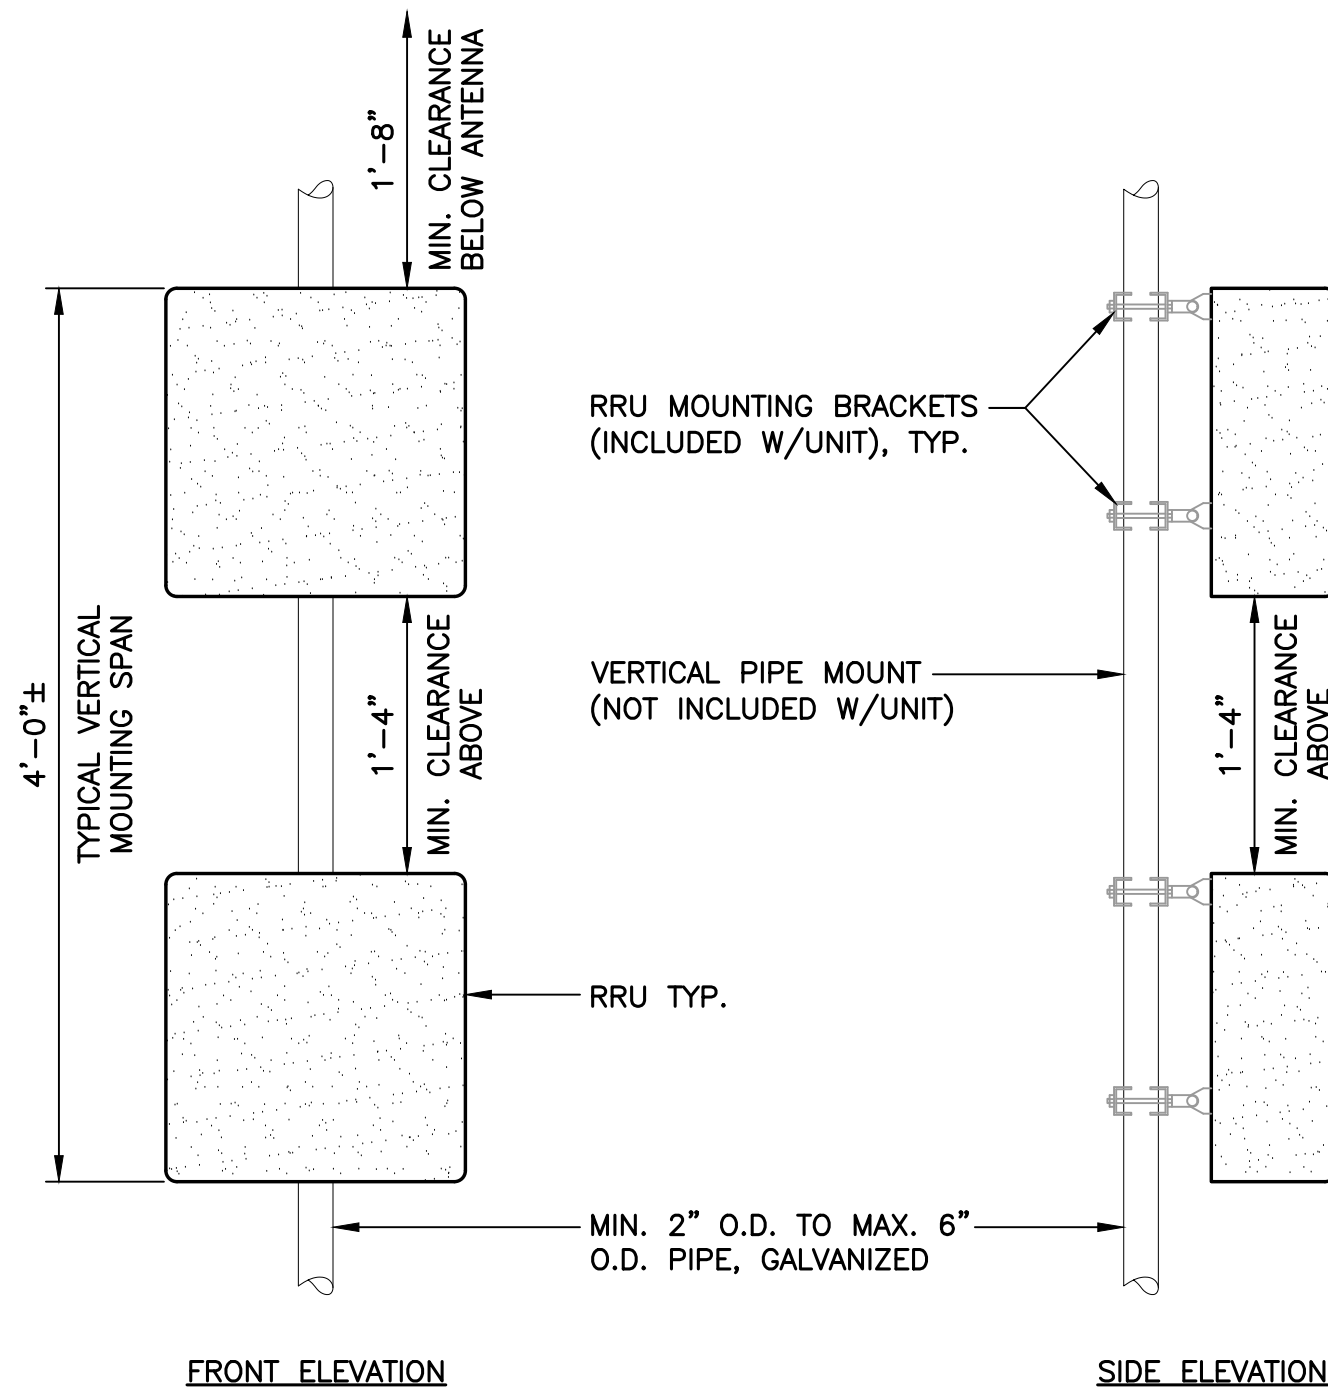 1'-8"
MIN. CLEARANCE
BELOW ANTENNA
4'-0"±
TYPICAL VERTICAL
MOUNTING SPAN
1'-4"
MIN. CLEARANCE
ABOVE
RRU MOUNTING BRACKETS
(INCLUDED W/UNIT), TYP.
VERTICAL PIPE MOUNT
(NOT INCLUDED W/UNIT)
1'-4"
MIN. CLEARANCE
ABOVE
RRU TYP.
MIN. 2" O.D. TO MAX. 6"
O.D. PIPE, GALVANIZED
FRONT ELEVATION
SIDE ELEVATION